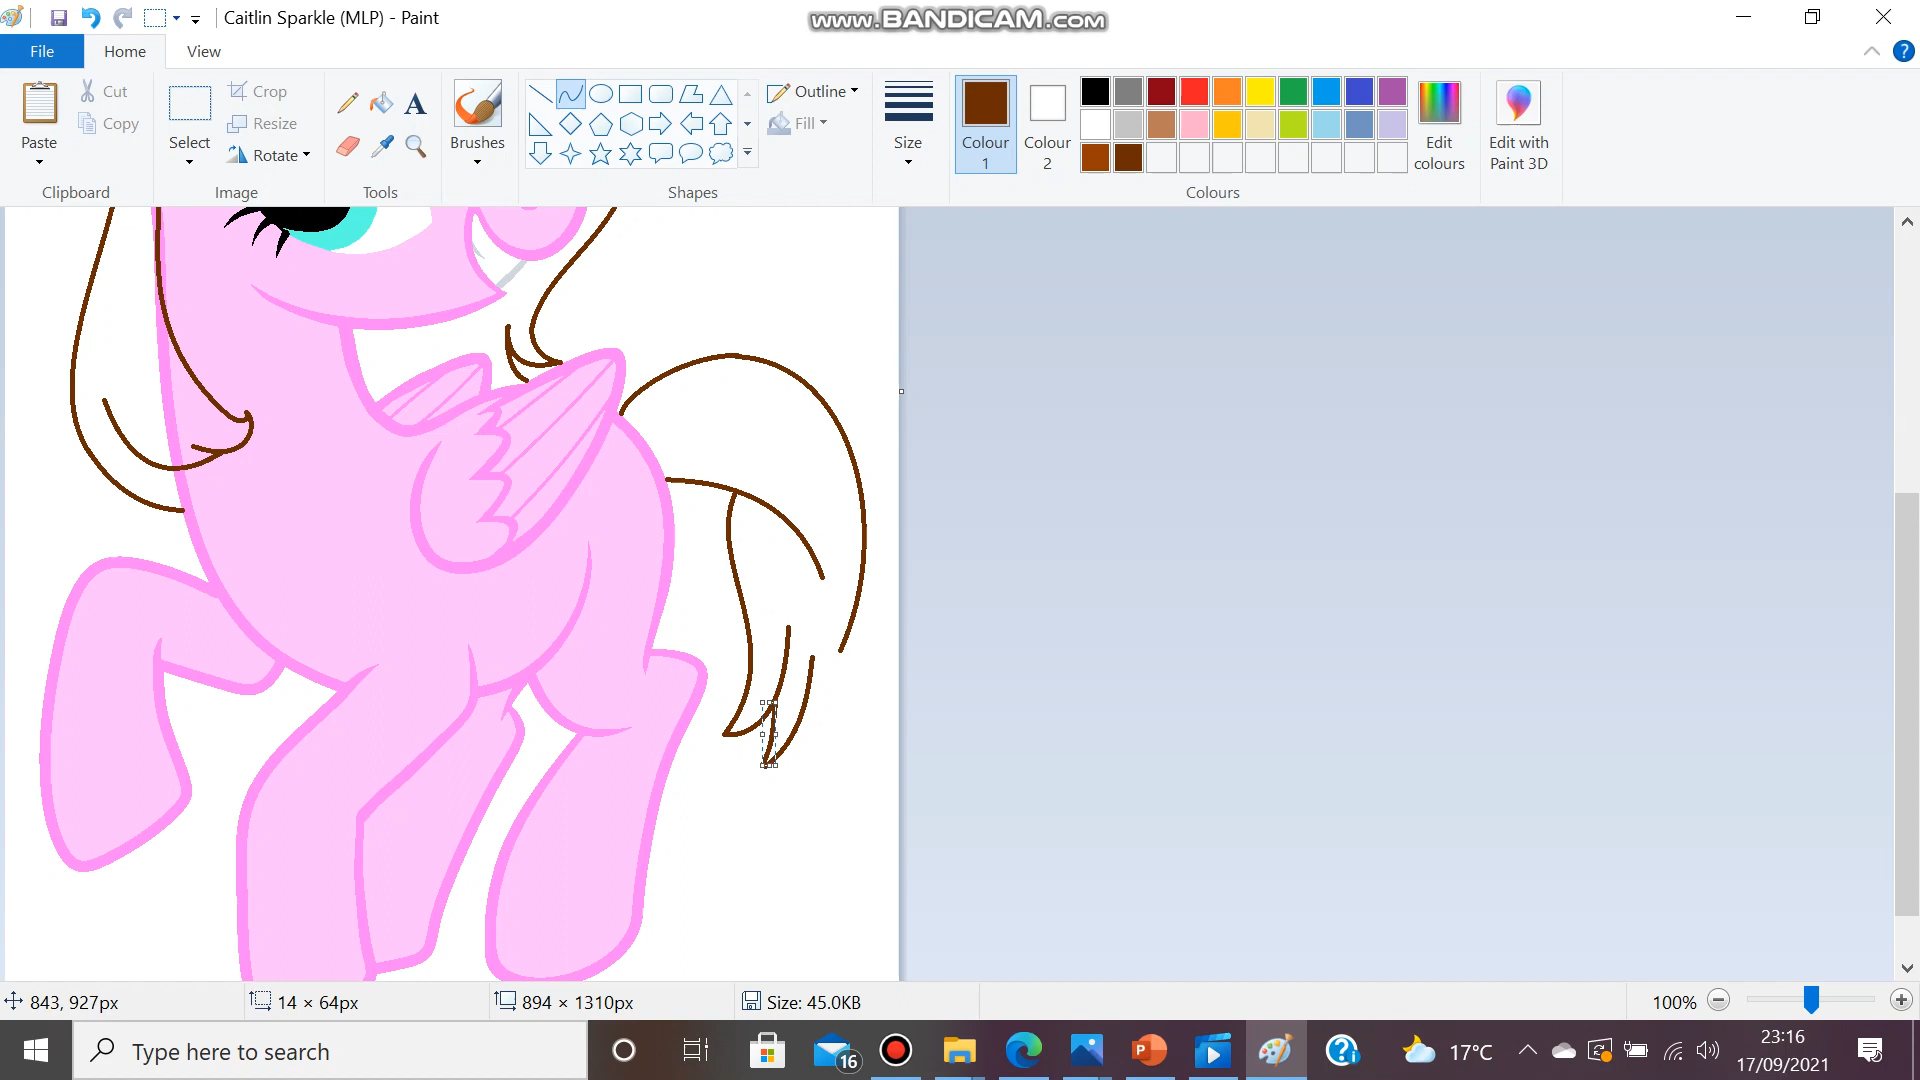 Caitlin Sparkle (MLP) - Paint
www.BANDICAM.com
File
Home
View
Paste
Cut
Copy
Clipboard
Select
Crop
Resize
Rotate
Image
A
Tools
Brushes
Outline
Fill
Shapes
Size
Colour 1
Colour 2
Edit colours
Edit with Paint 3D
Colours
843, 927px
14 × 64px
894 × 1310px
Size: 45.0KB
100%
Type here to search
16
17°C
23:16
17/09/2021